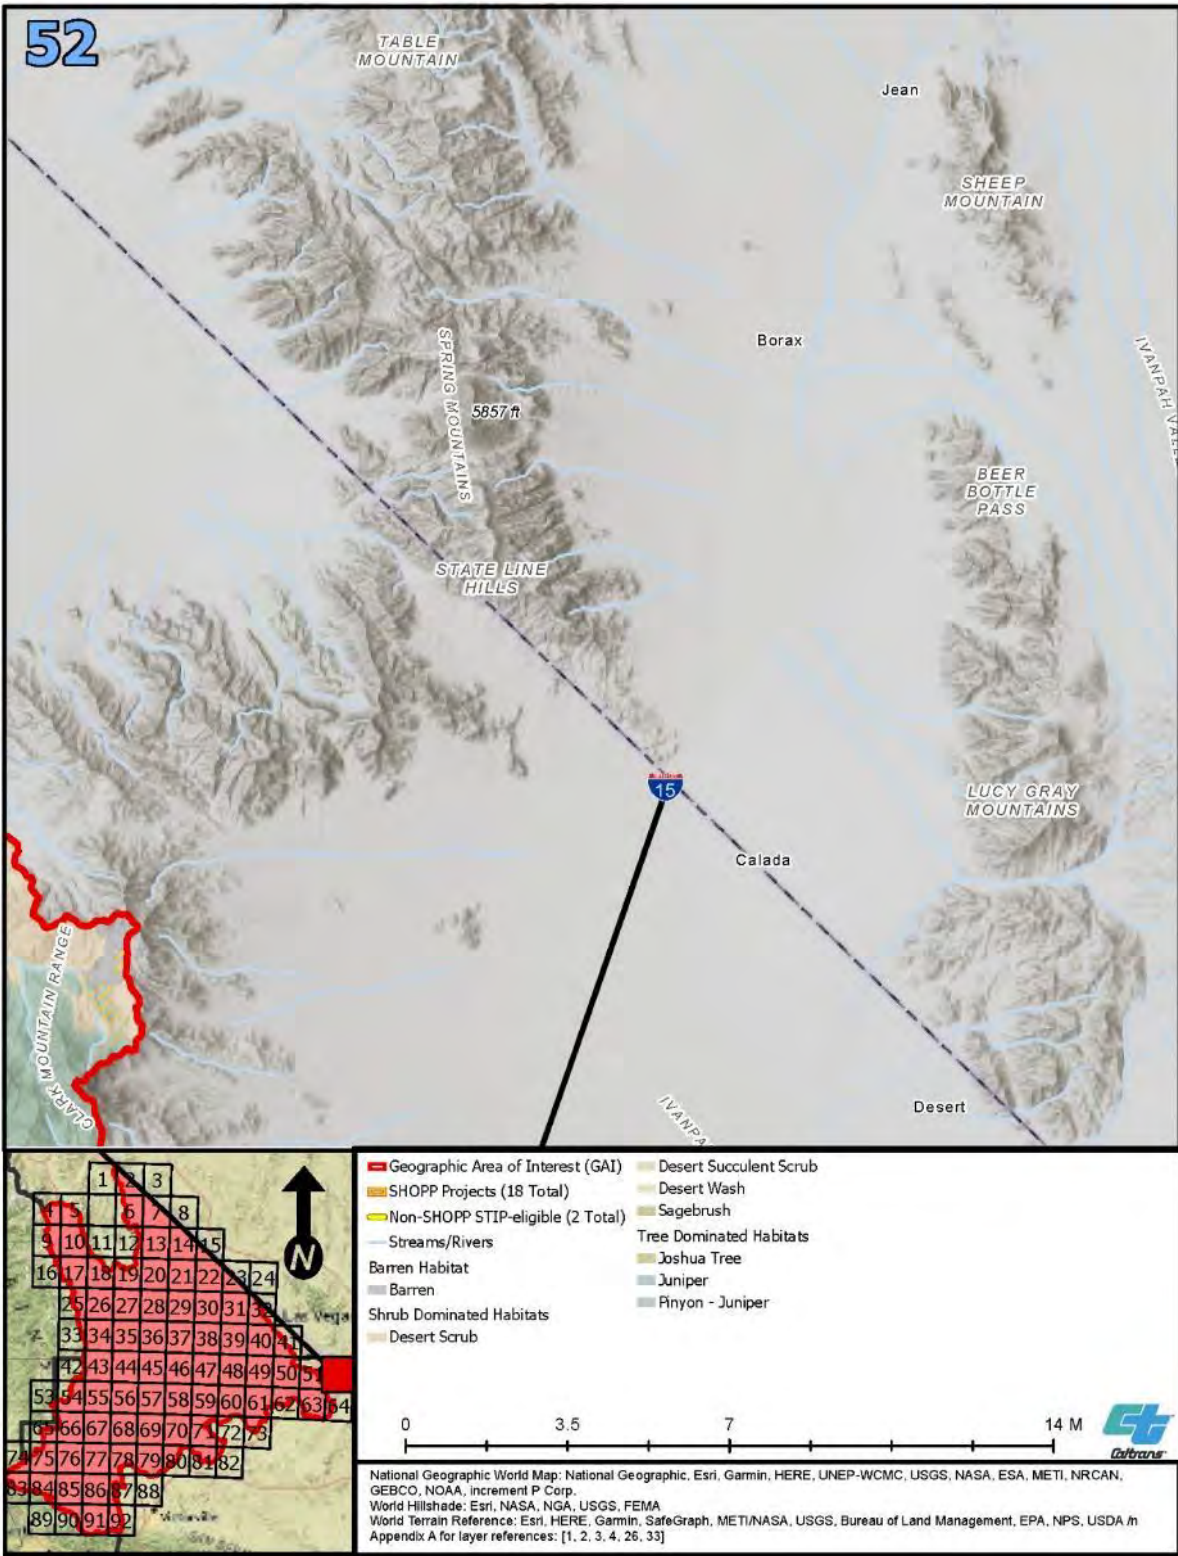 52
TABLE
MOUNTAIN
Jean
SHEEP
MOUNTAIN
Borax
IVANPAH VALLE
SPRING MOUNTAINS
5857 ft
BEER
BOTTLE
PASS
STATE LINE
HILLS
15
LUCY GRAY
MOUNTAINS
Calada
CLARK MOUNTAIN RANGE
Desert
IVANPA
1 2 3
4 5 6 7 8
9 10 11 12 13 14 15
16 17 18 19 20 21 22 23 24
25 26 27 28 29 30 31 32 Las Vega
33 34 35 36 37 38 39 40 41
42 43 44 45 46 47 48 49 50 5
53 54 55 56 57 58 59 60 61 62 63 64
65 66 67 68 69 70 71 72 73
74 75 76 77 78 79 80 81 82
83 84 85 86 87 88
89 90 91 92 Victorville
N
Geographic Area of Interest (GAI)
SHOPP Projects (18 Total)
Non-SHOPP STIP-eligible (2 Total)
Streams/Rivers
Barren Habitat
Barren
Shrub Dominated Habitats
Desert Scrub
Desert Succulent Scrub
Desert Wash
Sagebrush
Tree Dominated Habitats
Joshua Tree
Juniper
Pinyon - Juniper
0 3.5 7 14 M
Caltrans
National Geographic World Map: National Geographic, Esri, Garmin, HERE, UNEP-WCMC, USGS, NASA, ESA, METI, NRCAN,
GEBCO, NOAA, increment P Corp.
World Hillshade: Esri, NASA, NGA, USGS, FEMA
World Terrain Reference: Esri, HERE, Garmin, SafeGraph, METI/NASA, USGS, Bureau of Land Management, EPA, NPS, USDA /n
Appendix A for layer references: [1, 2, 3, 4, 26, 33]